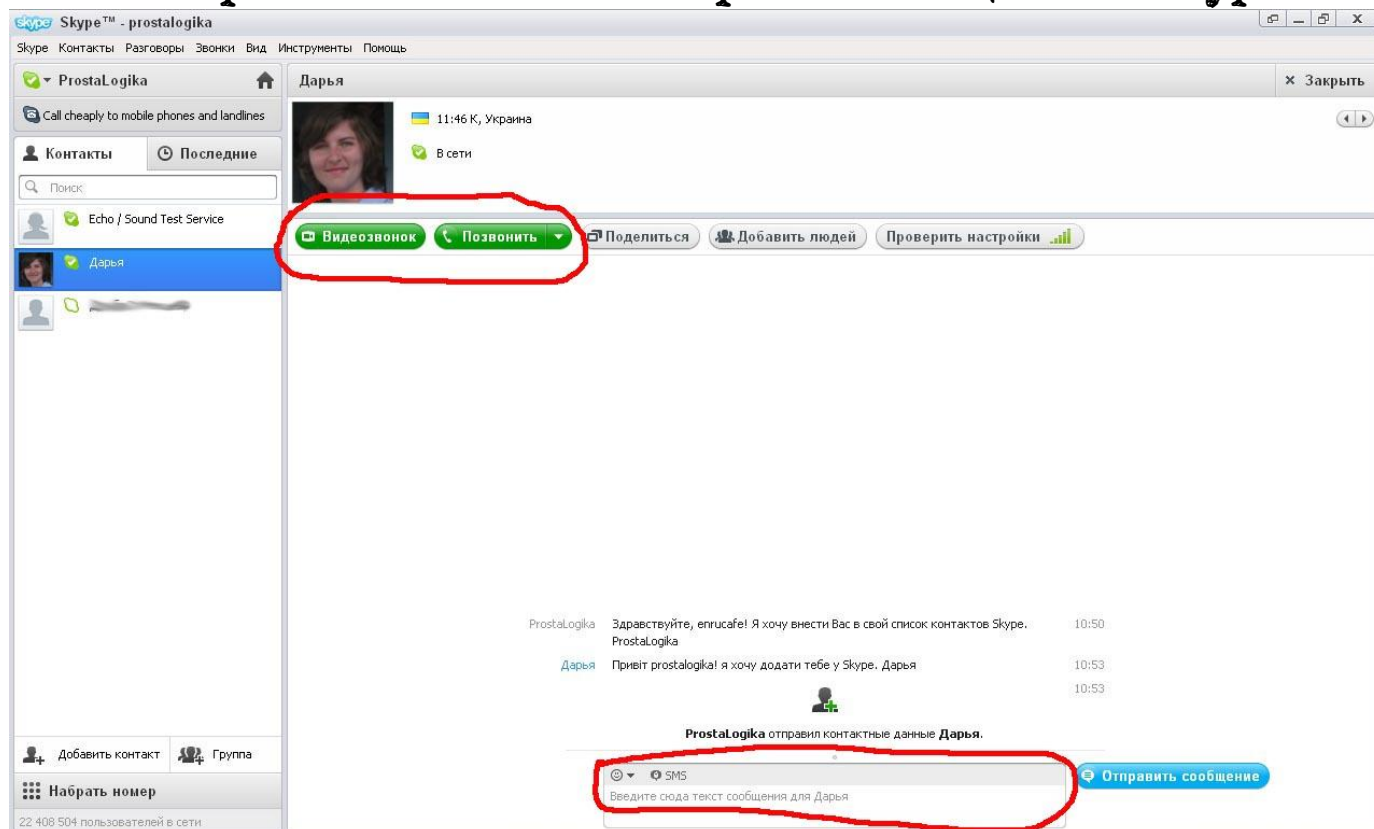 Skype™ - prostalogika
Skype Контакты Разговоры Звонки Вид Инструменты Помощь
ProstaLogika
Дарья
Закрыть
Call cheaply to mobile phones and landlines
11:46 К, Украина
В сети
Контакты Последние
Поиск
Echo / Sound Test Service
Дарья
Видеозвонок Позвонить Поделиться Добавить людей Проверить настройки
ProstaLogika Здравствуйте, enrucafe! Я хочу внести Вас в свой список контактов Skype. 10:50
ProstaLogika
Дарья Привіт prostalogika! я хочу додати тебе у Skype. Дарья 10:53
10:53
ProstaLogika отправил контактные данные Дарья.
Добавить контакт Группа
SMS
Введите сюда текст сообщения для Дарья
Отправить сообщение
Набрать номер
22 408 504 пользователей в сети